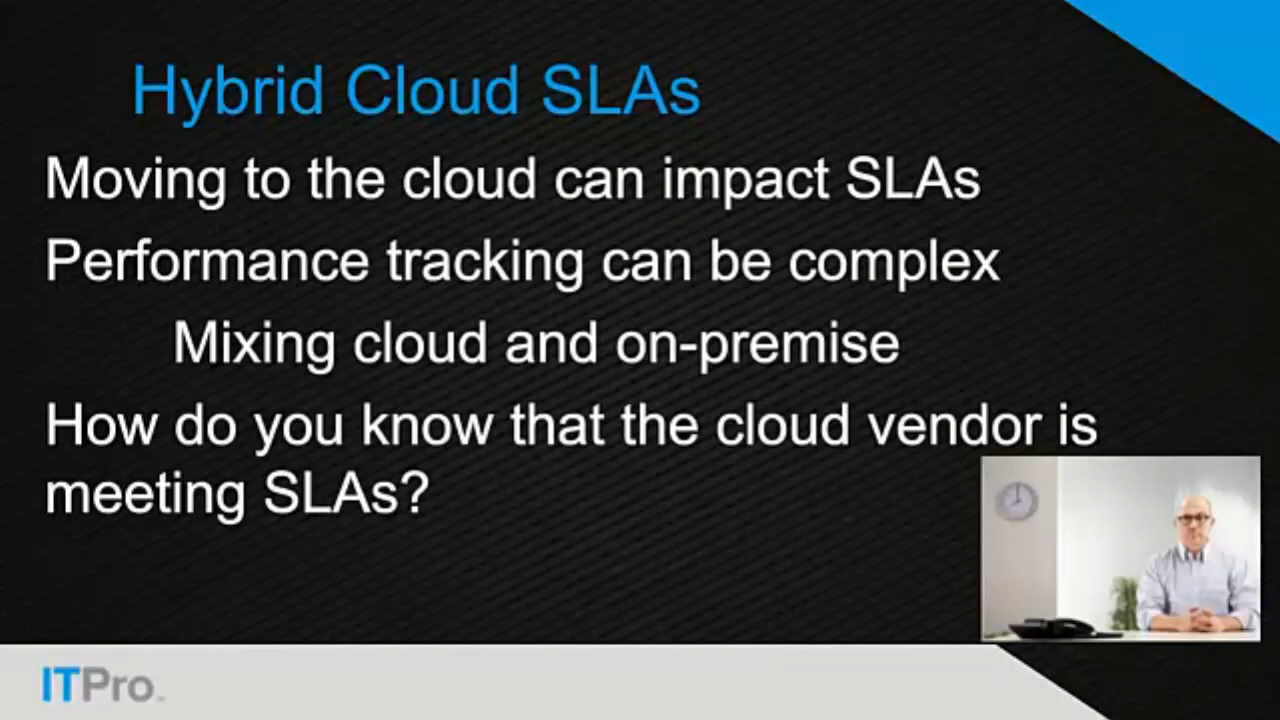 Hybrid Cloud SLAs
Moving to the cloud can impact SLAs
Performance tracking can be complex
Mixing cloud and on-premise
How do you know that the cloud vendor is
meeting SLAs?
ITPro